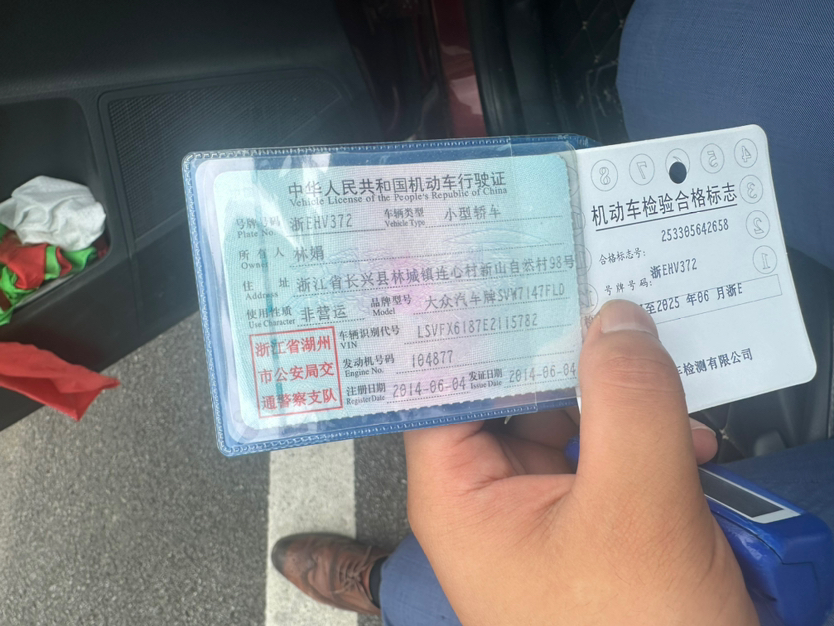 中华人民共和国机动车行驶证
Vehicle License of the People's Republic of China
号牌号码 浙EHV372 车辆类型 小型轿车
Plate No. Vehicle Type
所有人 林娟
Owner
住 址 浙江省长兴县林城镇连心村新山自然村98号
Address
使用性质 非营运 品牌型号 大众汽车牌SVW7147FLD
Use Character Model
浙江省湖州
市公安局交
通警察支队
车辆识别代号 LSVFX6187E2115782
VIN
发动机号码 104877
Engine No.
注册日期 2014-06-04 发证日期 2014-06-04
Register Date Issue Date
8 7 5 4
3
2
1
机动车检验合格标志
253305642658
合格标志号:
号牌号码: 浙EHV372
至2025 年06 月浙E
车检测有限公司